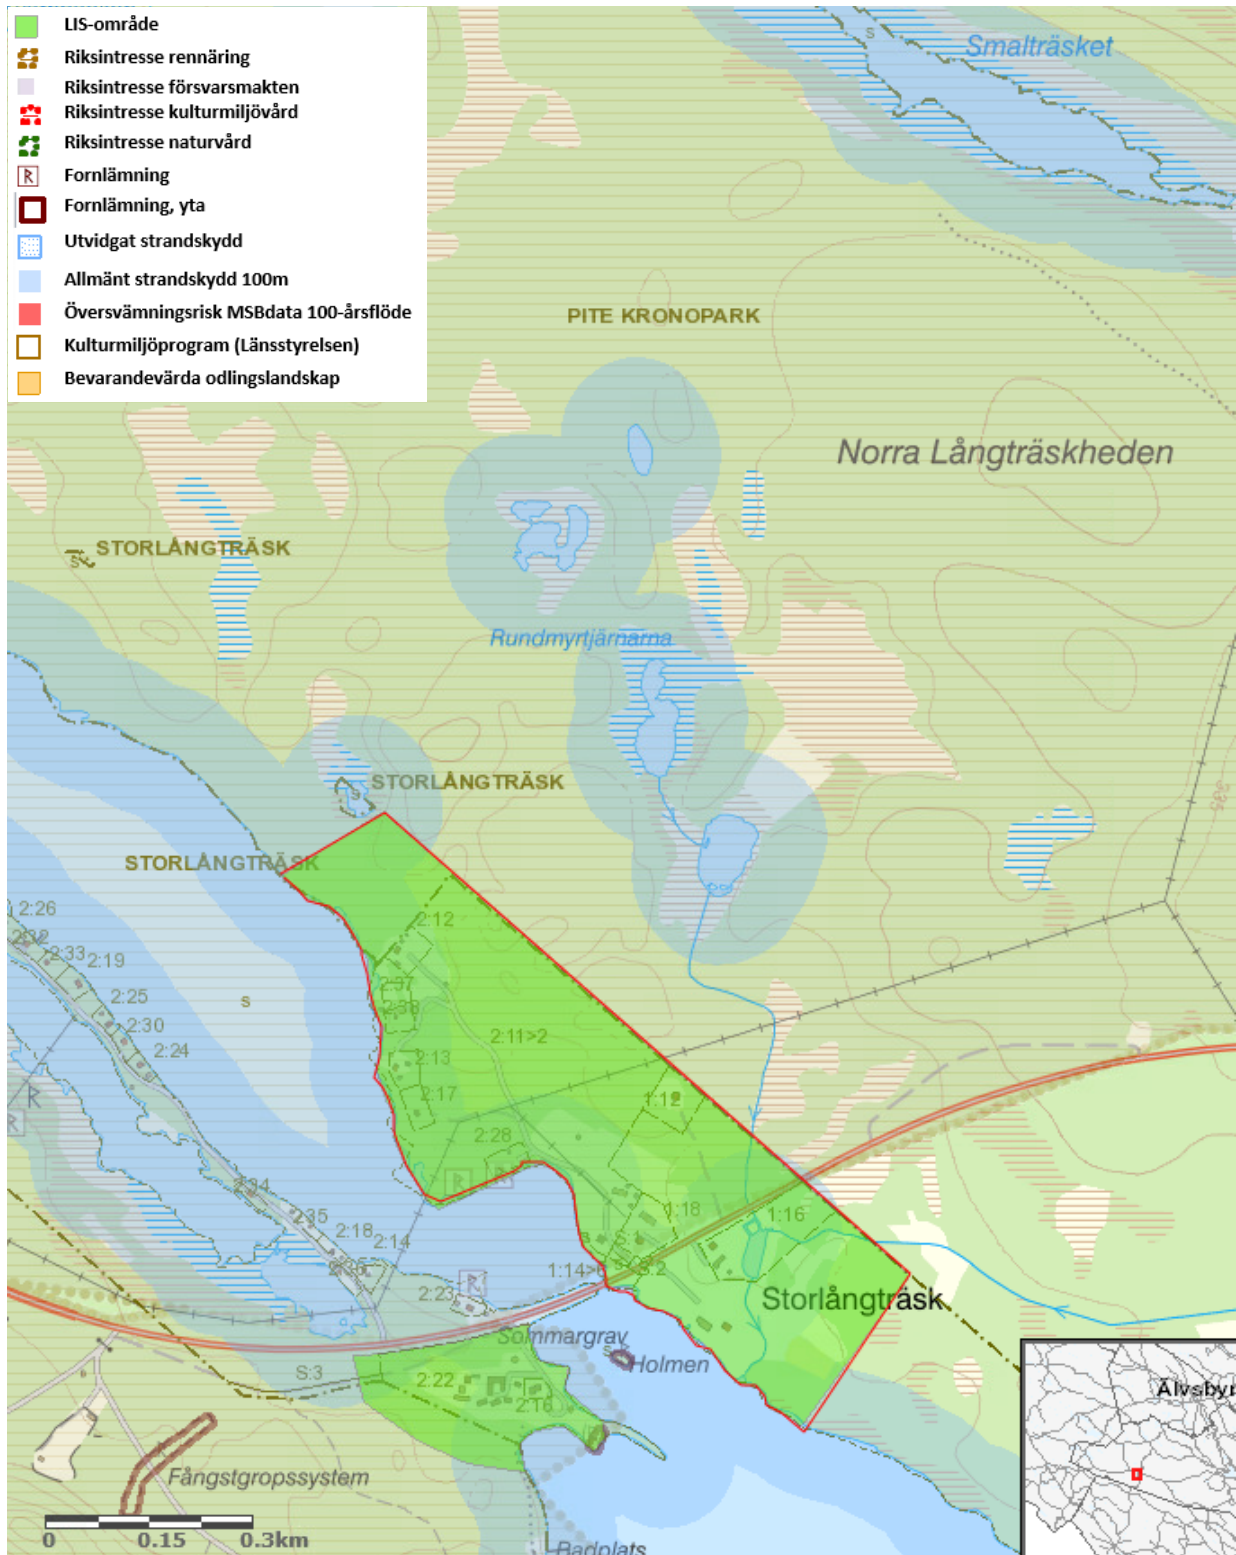 LIS-område
Riksintresse rennäring
Riksintresse försvarsmakten
Riksintresse kulturmiljövård
Riksintresse naturvård
R Fornlämning
Fornlämning, yta
Utvidgat strandskydd
Allmänt strandskydd 100m
Översvämningsrisk MSBdata 100-årsflöde
Kulturmiljöprogram (Länsstyrelsen)
Bevarandevärda odlingslandskap
s
Smalträsket
PITE KRONOPARK
Norra Långträskheden
STORLÅNGTRÄSK
s
Rundmyrtjärnarna
STORLÅNGTRÄSK
s
395
STORLÅNGTRÄSK
2:26
2:12
2:33
2:19
2:37
2:25
s
2:38
2:30
2:11>2
2:24
2:13
2:17
1:12
R
R
2:28
R
R
2:34
2:35
1:18
1:16
2:18
2:14
s
1:14>6
R
2:23
Storlångträsk
Sommargrav
s
Holmen
S:3
2:22
2:16
Älvsbyn
Fångstgropssystem
0
0.15
0.3km
Badplats